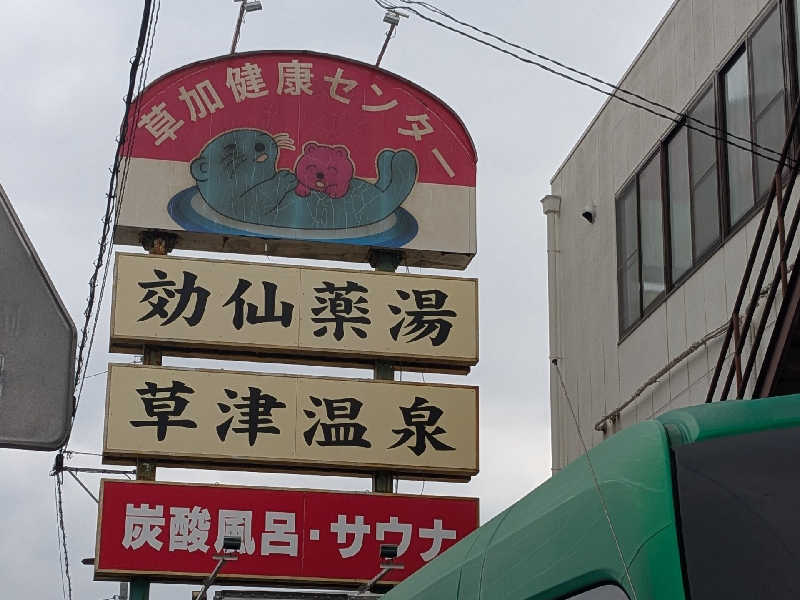 草加健康センター
効仙薬湯
草津温泉
炭酸風呂・サウナ